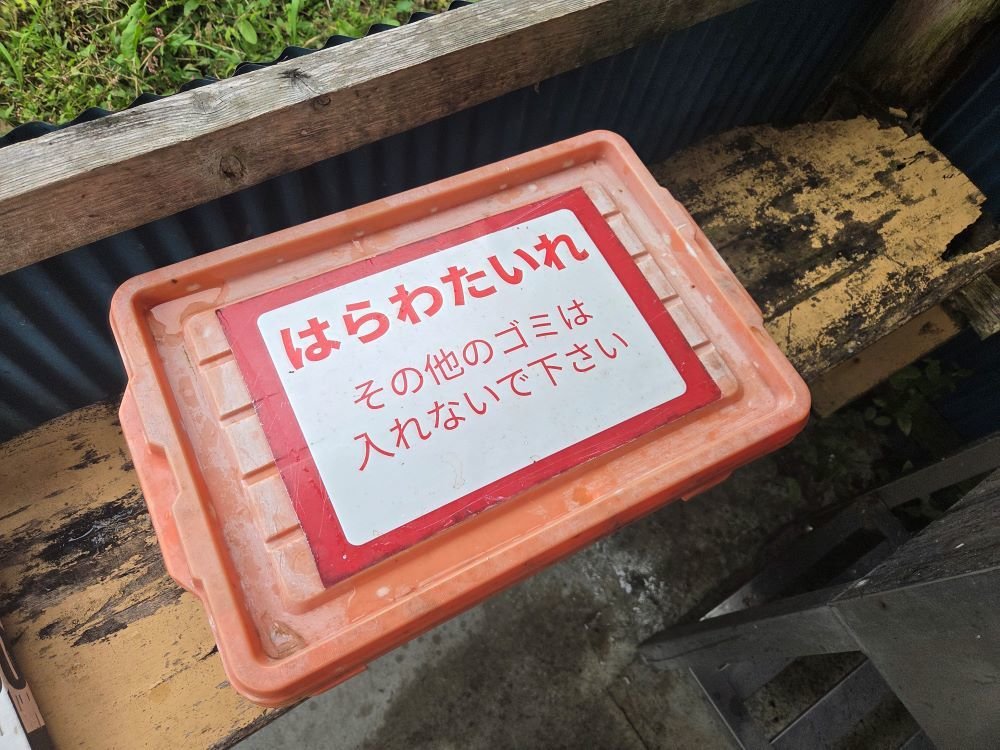 はらわたいれ
その他のゴミは
入れないで下さい